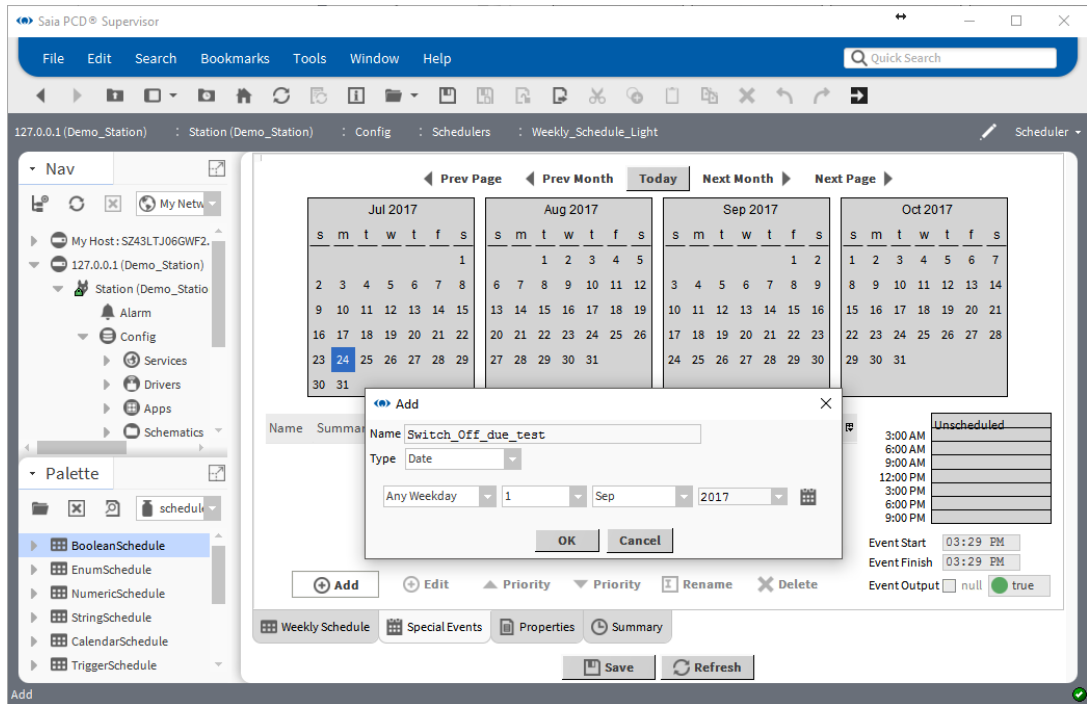 Saia PCD® Supervisor
File Edit Search Bookmarks Tools Window Help
Quick Search
127.0.0.1 (Demo_Station) : Station (Demo_Station) : Config : Schedulers : Weekly_Schedule_Light
Scheduler
Nav
My Netw
My Host : SZ43LTJ06GWF2.
127.0.0.1 (Demo_Station)
Station (Demo_Statio
Alarm
Config
Services
Drivers
Apps
Schematics
Palette
schedule
BooleanSchedule
EnumSchedule
NumericSchedule
StringSchedule
CalendarSchedule
TriggerSchedule
Prev Page Prev Month Today Next Month Next Page
Jul 2017
s m t w t f s
1
2 3 4 5 6 7 8
9 10 11 12 13 14 15
16 17 18 19 20 21 22
23 24 25 26 27 28 29
30 31
Aug 2017
s m t w t f s
1 2 3 4 5
6 7 8 9 10 11 12
13 14 15 16 17 18 19
20 21 22 23 24 25 26
27 28 29 30 31
Sep 2017
s m t w t f s
1 2
3 4 5 6 7 8 9
10 11 12 13 14 15 16
17 18 19 20 21 22 23
24 25 26 27 28 29 30
Oct 2017
s m t w t f s
1 2 3 4 5 6 7
8 9 10 11 12 13 14
15 16 17 18 19 20 21
22 23 24 25 26 27 28
29 30 31
Name Summar
Add
Name Switch_Off_due_test
Type Date
Any Weekday 1 Sep 2017
OK Cancel
Unscheduled
3:00 AM
6:00 AM
9:00 AM
12:00 PM
3:00 PM
6:00 PM
9:00 PM
Event Start 03:29 PM
Event Finish 03:29 PM
Event Output null true
Add Edit Priority Priority Rename Delete
Weekly Schedule Special Events Properties Summary
Save Refresh
Add